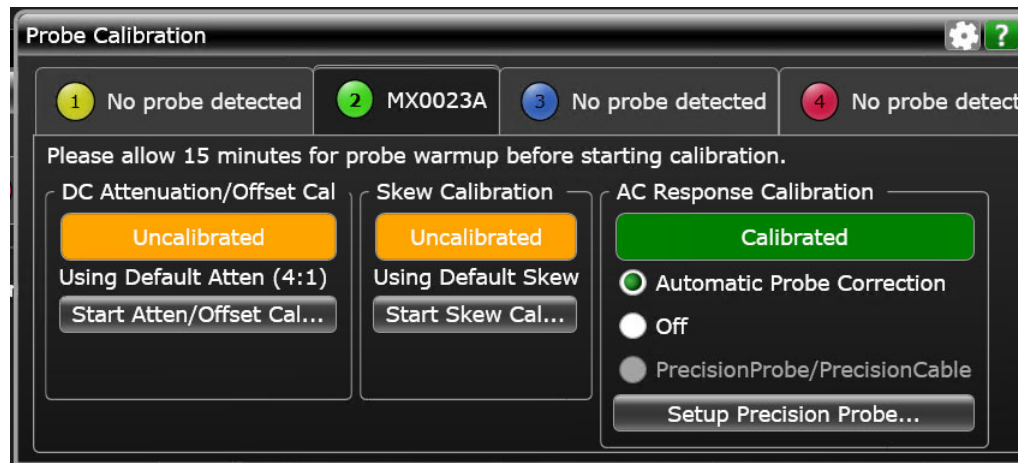 Probe Calibration
?
1 No probe detected
2 MX0023A
3 No probe detected
4 No probe detect
Please allow 15 minutes for probe warmup before starting calibration.
DC Attenuation/Offset Cal
Uncalibrated
Using Default Atten (4:1)
Start Atten/Offset Cal...
Skew Calibration
Uncalibrated
Using Default Skew
Start Skew Cal...
AC Response Calibration
Calibrated
Automatic Probe Correction
Off
PrecisionProbe/PrecisionCable
Setup Precision Probe...